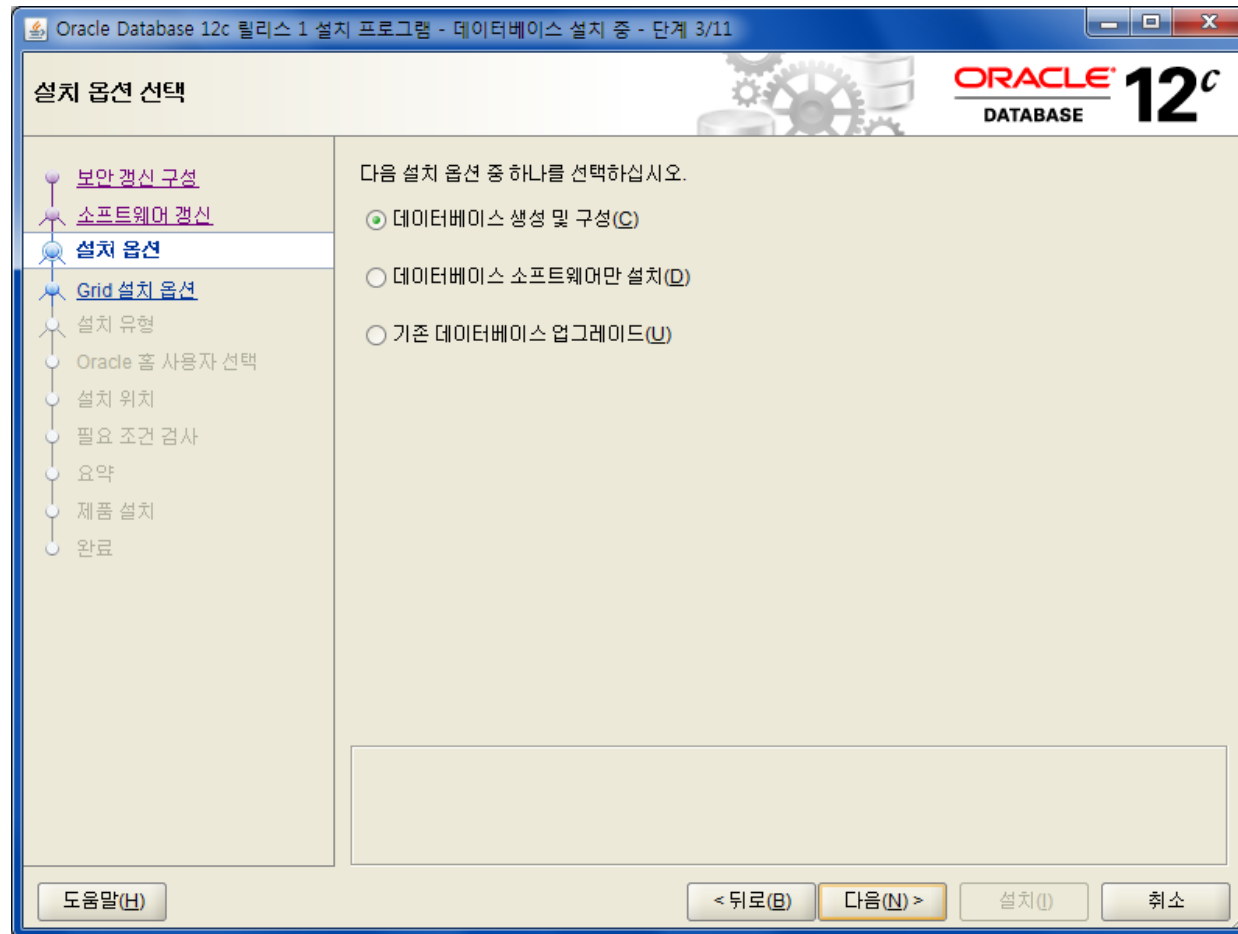 Oracle Database 12c 릴리스 1 설치 프로그램 - 데이터베이스 설치 중 - 단계 3/11
설치 옵션 선택
ORACLE DATABASE 12c
보안 갱신 구성
소프트웨어 갱신
설치 옵션
Grid 설치 옵션
설치 유형
Oracle 홈 사용자 선택
설치 위치
필요 조건 검사
요약
제품 설치
완료
다음 설치 옵션 중 하나를 선택하십시오.
데이터베이스 생성 및 구성(C)
데이터베이스 소프트웨어만 설치(D)
기존 데이터베이스 업그레이드(U)
도움말(H)
< 뒤로(B)
다음(N) >
설치(I)
취소